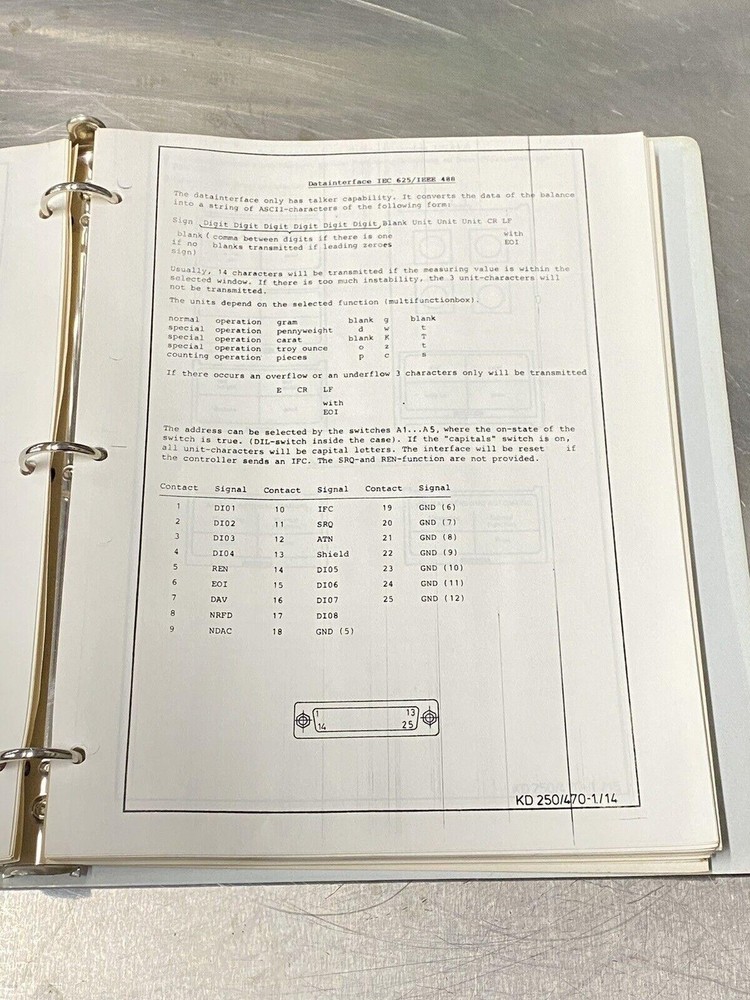 Datainterface IEC 625/IEEE 488
The datainterface only has talker capability. It converts the data of the balance
into a string of ASCII-characters of the following form:
Sign Digit Digit Digit Digit Digit Digit Blank Unit Unit Unit CR LF
blank ( comma between digits if there is one with
if no blanks transmitted if leading zeroes EOI
sign)
Usually, 14 characters will be transmitted if the measuring value is within the
selected window. If there is too much instability, the 3 unit-characters will
not be transmitted.
The units depend on the selected function (multifunctionbox).
normal operation gram blank g blank
special operation pennyweight d w t
special operation carat blank K T
special operation troy ounce o z t
counting operation pieces p c s
If there occurs an overflow or an underflow 3 characters only will be transmitted
E CR LF
with
EOI
The address can be selected by the switches A1...A5, where the on-state of the
switch is true. (DIL-switch inside the case). If the "capitals" switch is on,
all unit-characters will be capital letters. The interface will be reset if
the controller sends an IFC. The SRQ-and REN-function are not provided.
Contact Signal Contact Signal Contact Signal
1 DI01 10 IFC 19 GND (6)
2 DI02 11 SRQ 20 GND (7)
3 DI03 12 ATN 21 GND (8)
4 DI04 13 Shield 22 GND (9)
5 REN 14 DI05 23 GND (10)
6 EOI 15 DI06 24 GND (11)
7 DAV 16 DI07 25 GND (12)
8 NRFD 17 DI08
9 NDAC 18 GND (5)
1 13
14 25
KD 250/470-1/14